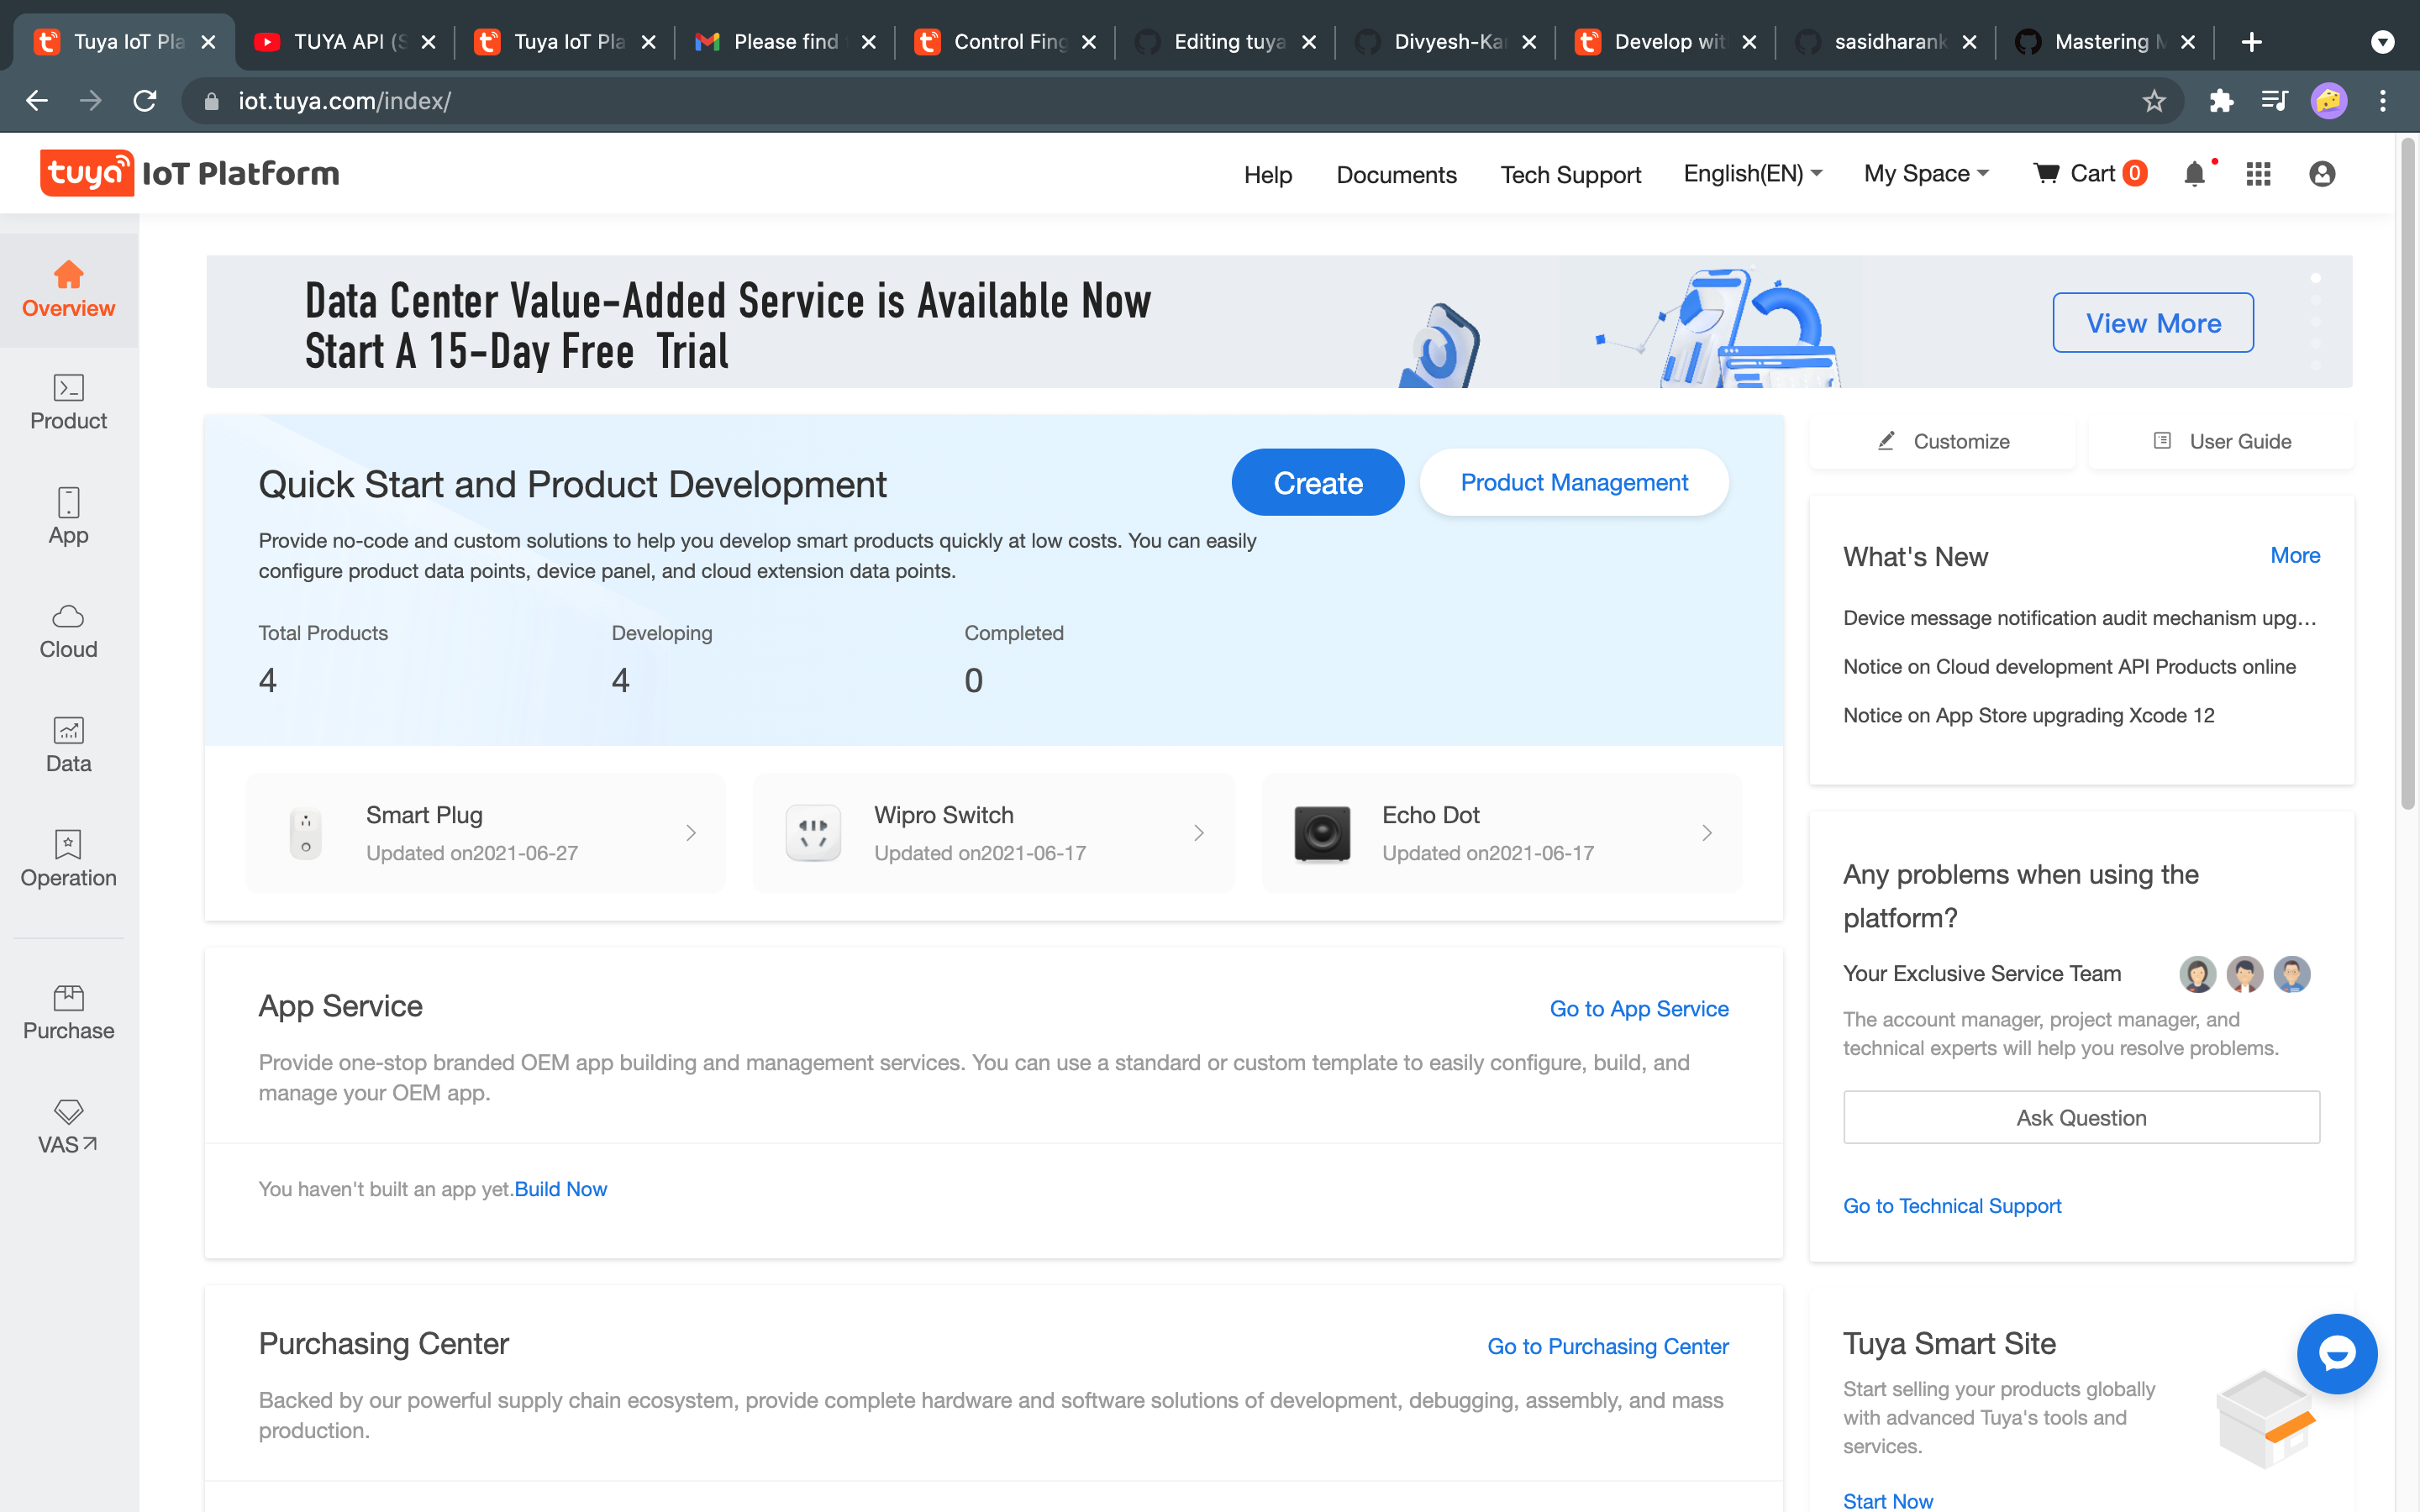 Tuya IoT Pla
TUYA API (S
Tuya IoT Pla
Please find
Control Fing
Editing tuya
Divyesh-Kar
Develop wit
sasidharank
Mastering M
iot.tuya.com/index/
tuya IoT Platform
Help
Documents
Tech Support
English(EN)
My Space
Cart 0
Overview
Product
App
Cloud
Data
Operation
Purchase
VAS
Data Center Value-Added Service is Available Now
Start A 15-Day Free Trial
View More
Quick Start and Product Development
Create
Product Management
Provide no-code and custom solutions to help you develop smart products quickly at low costs. You can easily
configure product data points, device panel, and cloud extension data points.
Total Products
Developing
Completed
4
4
0
Smart Plug
Updated on2021-06-27
Wipro Switch
Updated on2021-06-17
Echo Dot
Updated on2021-06-17
App Service
Go to App Service
Provide one-stop branded OEM app building and management services. You can use a standard or custom template to easily configure, build, and
manage your OEM app.
You haven't built an app yet.Build Now
Purchasing Center
Go to Purchasing Center
Backed by our powerful supply chain ecosystem, provide complete hardware and software solutions of development, debugging, assembly, and mass
production.
Customize
User Guide
What's New
More
Device message notification audit mechanism upg...
Notice on Cloud development API Products online
Notice on App Store upgrading Xcode 12
Any problems when using the
platform?
Your Exclusive Service Team
The account manager, project manager, and
technical experts will help you resolve problems.
Ask Question
Go to Technical Support
Tuya Smart Site
Start selling your products globally
with advanced Tuya's tools and
services.
Start Now